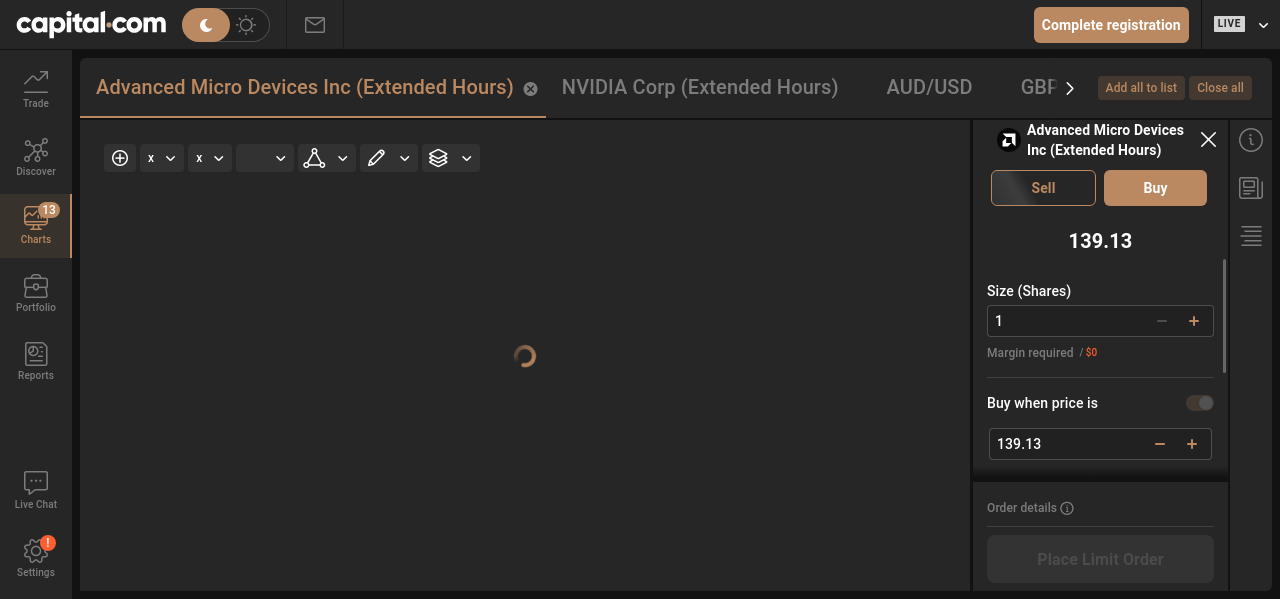 capital.com
Complete registration
LIVE
Trade
Discover
13
Charts
Portfolio
Reports
Live Chat
!
Settings
Advanced Micro Devices Inc (Extended Hours)
NVIDIA Corp (Extended Hours)
AUD/USD
GBP
Add all to list
Close all
x
x
Advanced Micro Devices
Inc (Extended Hours)
Sell
Buy
139.13
Size (Shares)
1
Margin required / $0
Buy when price is
139.13
Order details
Place Limit Order